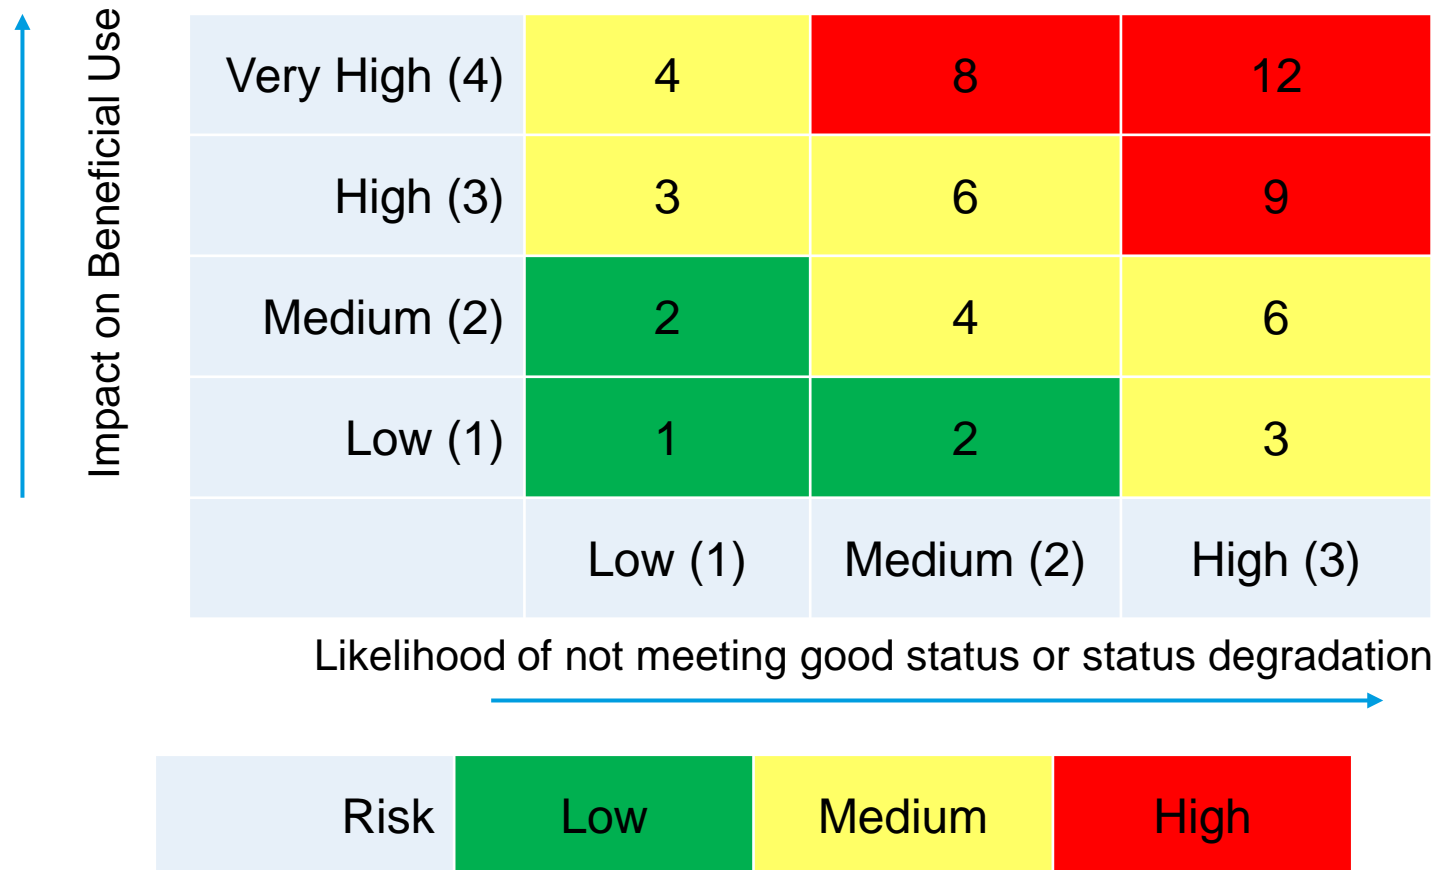 Impact on Beneficial Use
Very High (4) 4 8 12
High (3) 3 6 9
Medium (2) 2 4 6
Low (1) 1 2 3
Low (1) Medium (2) High (3)
Likelihood of not meeting good status or status degradation
Risk Low Medium High